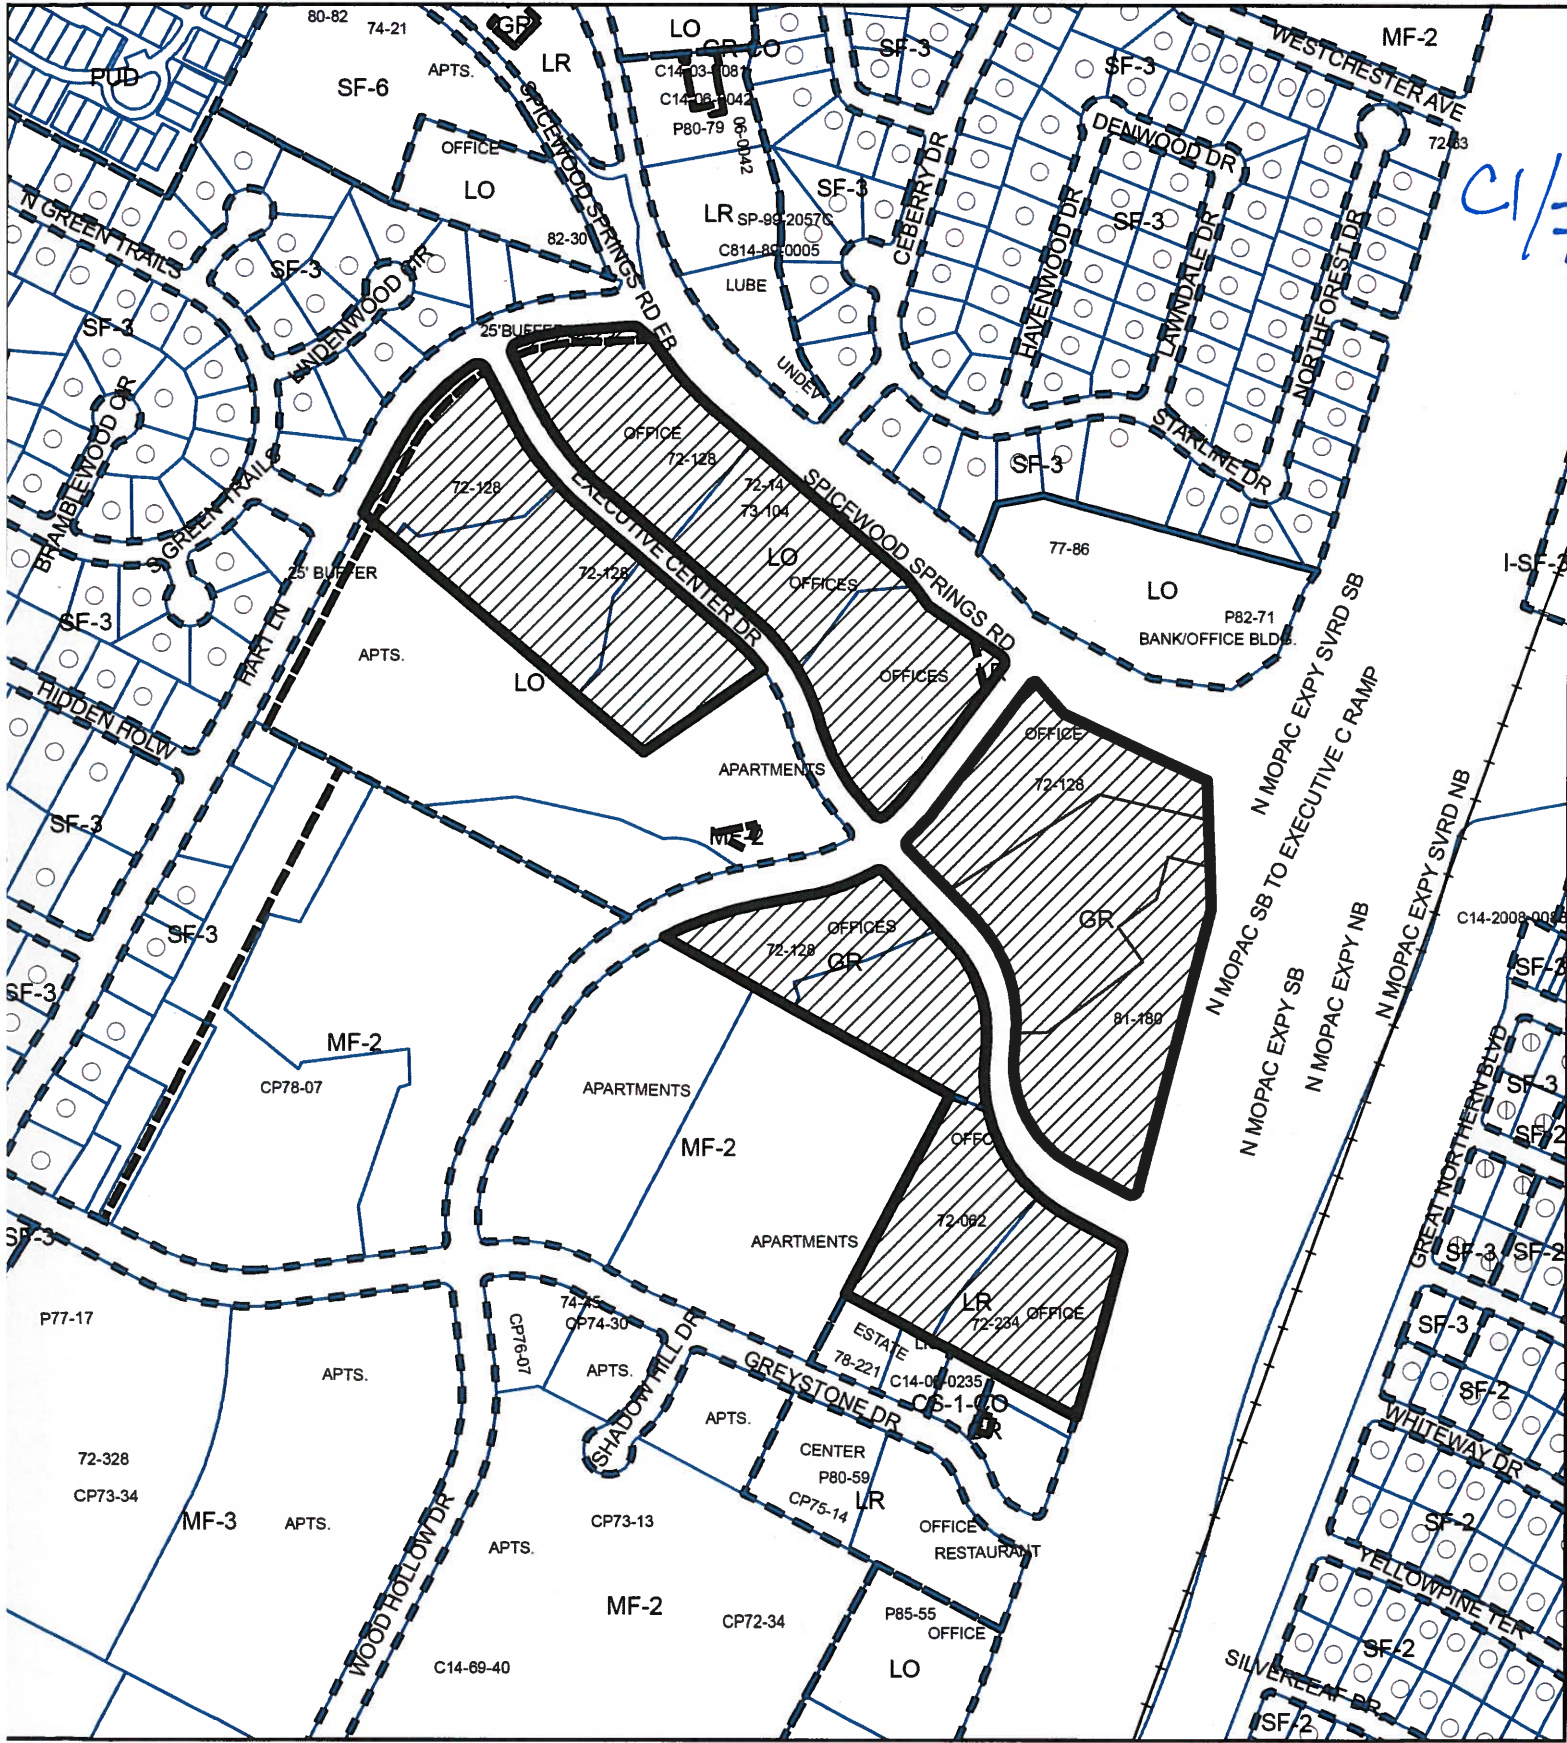 80-82
74-21
GR
LO
GR-CO
SF-3
MF-2
WESTCHESTER AVE
PUD
SF-6
APTS.
LR
C14-03-0081
C14-06-0042
P80-79
06-0042
SF-3
DENWOOD DR
OFFICE
LO
SPICEWOOD SPRINGS RD EB
SF-3
CEBERRY DR
SF-3
C1/
N GREEN TRAILS
82-30
LR
SP-99-2057C
C814-89-0005
LUBE
HAVENWOOD DR
LAWNDALE DR
NORTHFOREST DR
SF-3
LINDENWOOD CIR
SF-3
25'BUFFER
UNDEV
BRAMBLEWOOD CIR
OFFICE
72-128
72-128
72-14
73-104
SPICEWOOD SPRINGS RD
STARLINE DR
SF-3
S GREEN TRAILS
EXECUTIVE CENTER DR
LO
OFFICES
77-86
LO
P82-71
BANK/OFFICE BLDG.
I-SF-3
25' BUFFER
72-128
SF-3
HART LN
APTS.
LO
OFFICES
LR
N MOPAC EXPY SVRD SB
HIDDEN HOLW
APARTMENTS
OFFICE
72-128
N MOPAC SB TO EXECUTIVE C RAMP
N MOPAC EXPY SVRD NB
SF-3
MF-2
SF-3
OFFICES
72-128
GR
GR
81-180
N MOPAC EXPY SB
N MOPAC EXPY NB
SF-3
SF-3
MF-2
CP78-07
APARTMENTS
MF-2
GREAT NORTHERN BLVD
SF-3
SF-2
72-062
APARTMENTS
SF-3
SF-3
SF-2
P77-17
74-45
CP74-30
CP76-07
APTS.
SHADOW HILL DR
GREYSTONE DR
LR
72-234
OFFICE
ESTATE
78-221
CS-1-CO
SF-3
APTS.
APTS.
SF-2
WHITEWAY DR
72-328
CP73-34
MF-3
APTS.
WOOD HOLLOW DR
APTS.
CP73-13
CENTER
P80-59
LR
CP75-14
OFFICE
RESTAURANT
SF-2
YELLOWPINE TER
MF-2
CP72-34
P85-55
OFFICE
LO
C14-69-40
SF-2
SILVERLEAF DR
SF-2